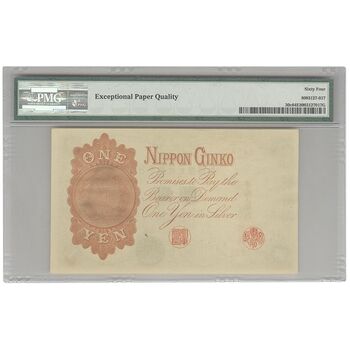 PMG
Exceptional Paper Quality
Sixty Four
ONE
YEN
NIPPON GINKO
Promises to Pay the
Bearer on Demand
One Yen in Silver